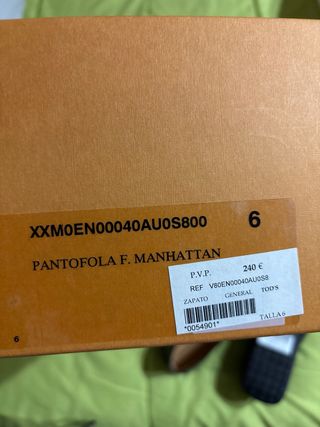 XXM0EN00040AU0S800 6
PANTOFOLA F. MANHATTAN
P.V.P. 240 €
REF V80EN00040AU0S8
ZAPATO GENERAL TOD'S
*0054901* TALLA 6
6